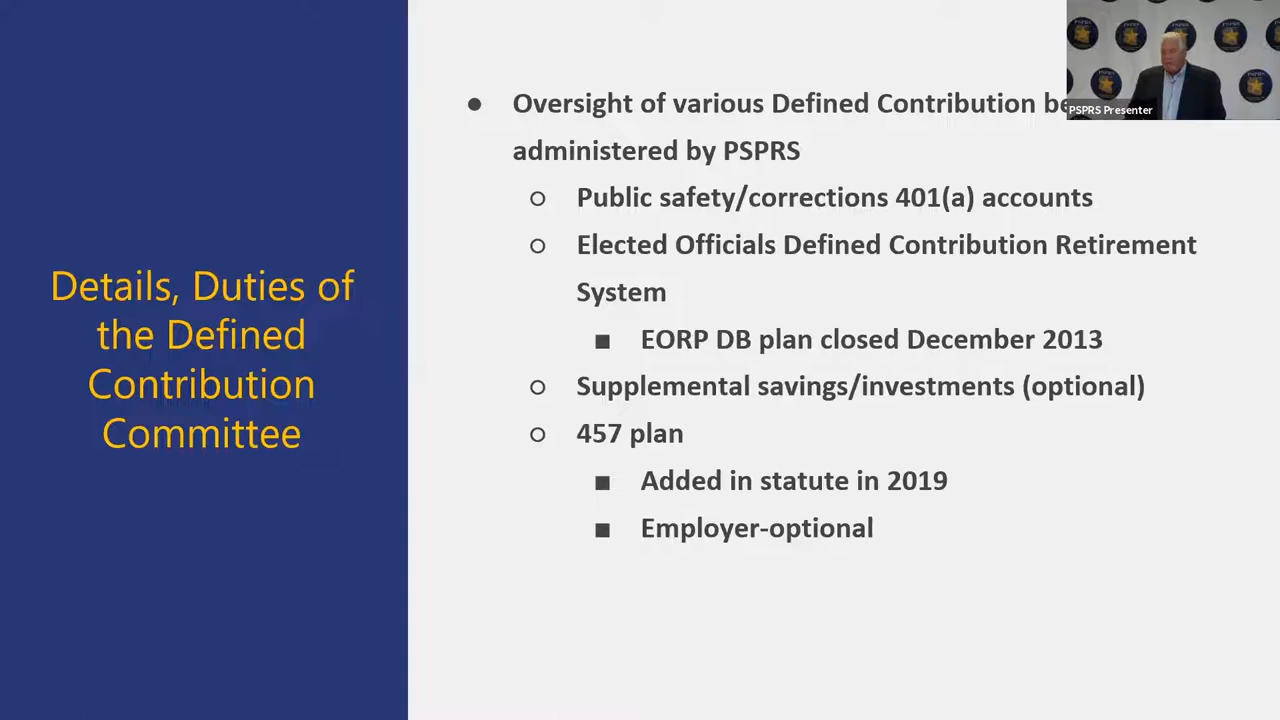 Details, Duties of
the Defined
Contribution
Committee
● Oversight of various Defined Contribution
administered by PSPRS
○ Public safety/corrections 401(a) accounts
○ Elected Officials Defined Contribution Retirement
System
■ EORP DB plan closed December 2013
○ Supplemental savings/investments (optional)
○ 457 plan
■ Added in statute in 2019
■ Employer-optional
PSPRS Presenter